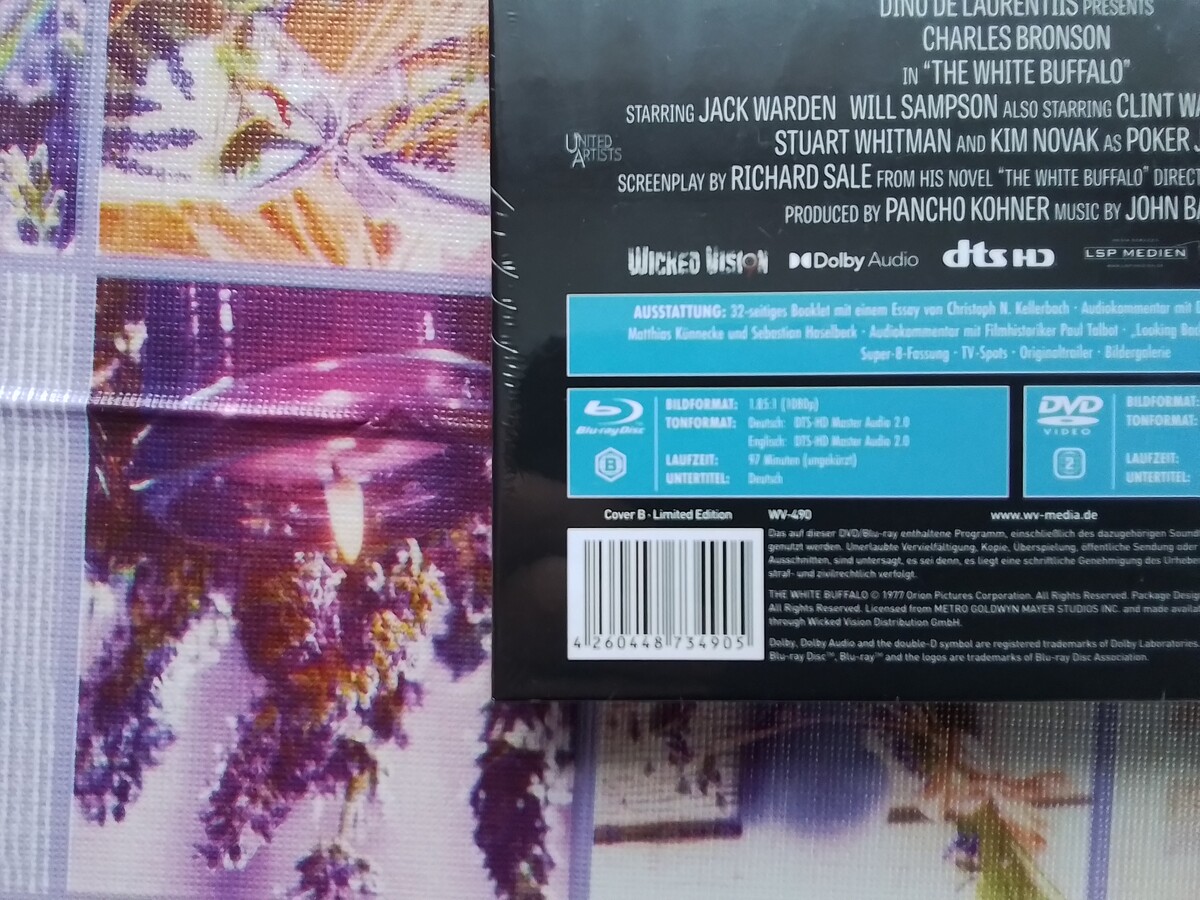 DINO DE LAURENTIIS PRESENTS
CHARLES BRONSON
IN "THE WHITE BUFFALO"
STARRING JACK WARDEN WILL SAMPSON ALSO STARRING CLINT W
STUART WHITMAN AND KIM NOVAK AS POKER J
UNITED ARTISTS
SCREENPLAY BY RICHARD SALE FROM HIS NOVEL "THE WHITE BUFFALO" DIRECT
PRODUCED BY PANCHO KOHNER MUSIC BY JOHN BA
WICKED VISION Dolby Audio dts HD LSP MEDIEN
AUSSTATTUNG: 32-seitiges Booklet mit einem Essay von Christoph N. Kellerbach · Audiokommentar mit
Matthias Künnecke und Sebastian Haselbeck · Audiokommentar mit Filmhistoriker Paul Talbot · „Looking Ba
Super-8-Fassung · TV-Spots · Originaltrailer · Bildergalerie
Blu-ray Disc
B
BILDFORMAT: 1.85:1 (1080p)
TONFORMAT: Deutsch: DTS-HD Master Audio 2.0
Englisch: DTS-HD Master Audio 2.0
LAUFZEIT: 97 Minuten (ungekürzt)
UNTERTITEL: Deutsch
DVD VIDEO
2
BILDFORMAT:
TONFORMAT:
LAUFZEIT:
UNTERTITEL:
Cover B · Limited Edition WV-490 www.wv-media.de
Das auf dieser DVD/Blu-ray enthaltene Programm, einschließlich des dazugehörigen Sound
genutzt werden. Unerlaubte Vervielfältigung, Kopie, Überspielung, öffentliche Sendung oder
Ausschnitten, sind untersagt, es sei denn, es liegt eine schriftliche Genehmigung des Urhebe
straf- und zivilrechtlich verfolgt.
THE WHITE BUFFALO © 1977 Orion Pictures Corporation. All Rights Reserved. Package Desig
All Rights Reserved. Licensed from METRO GOLDWYN MAYER STUDIOS INC. and made availa
through Wicked Vision Distribution GmbH.
Dolby, Dolby Audio and the double-D symbol are registered trademarks of Dolby Laboratories.
Blu-ray Disc™, Blu-ray™ and the logos are trademarks of Blu-ray Disc Association.
4 260448 734905